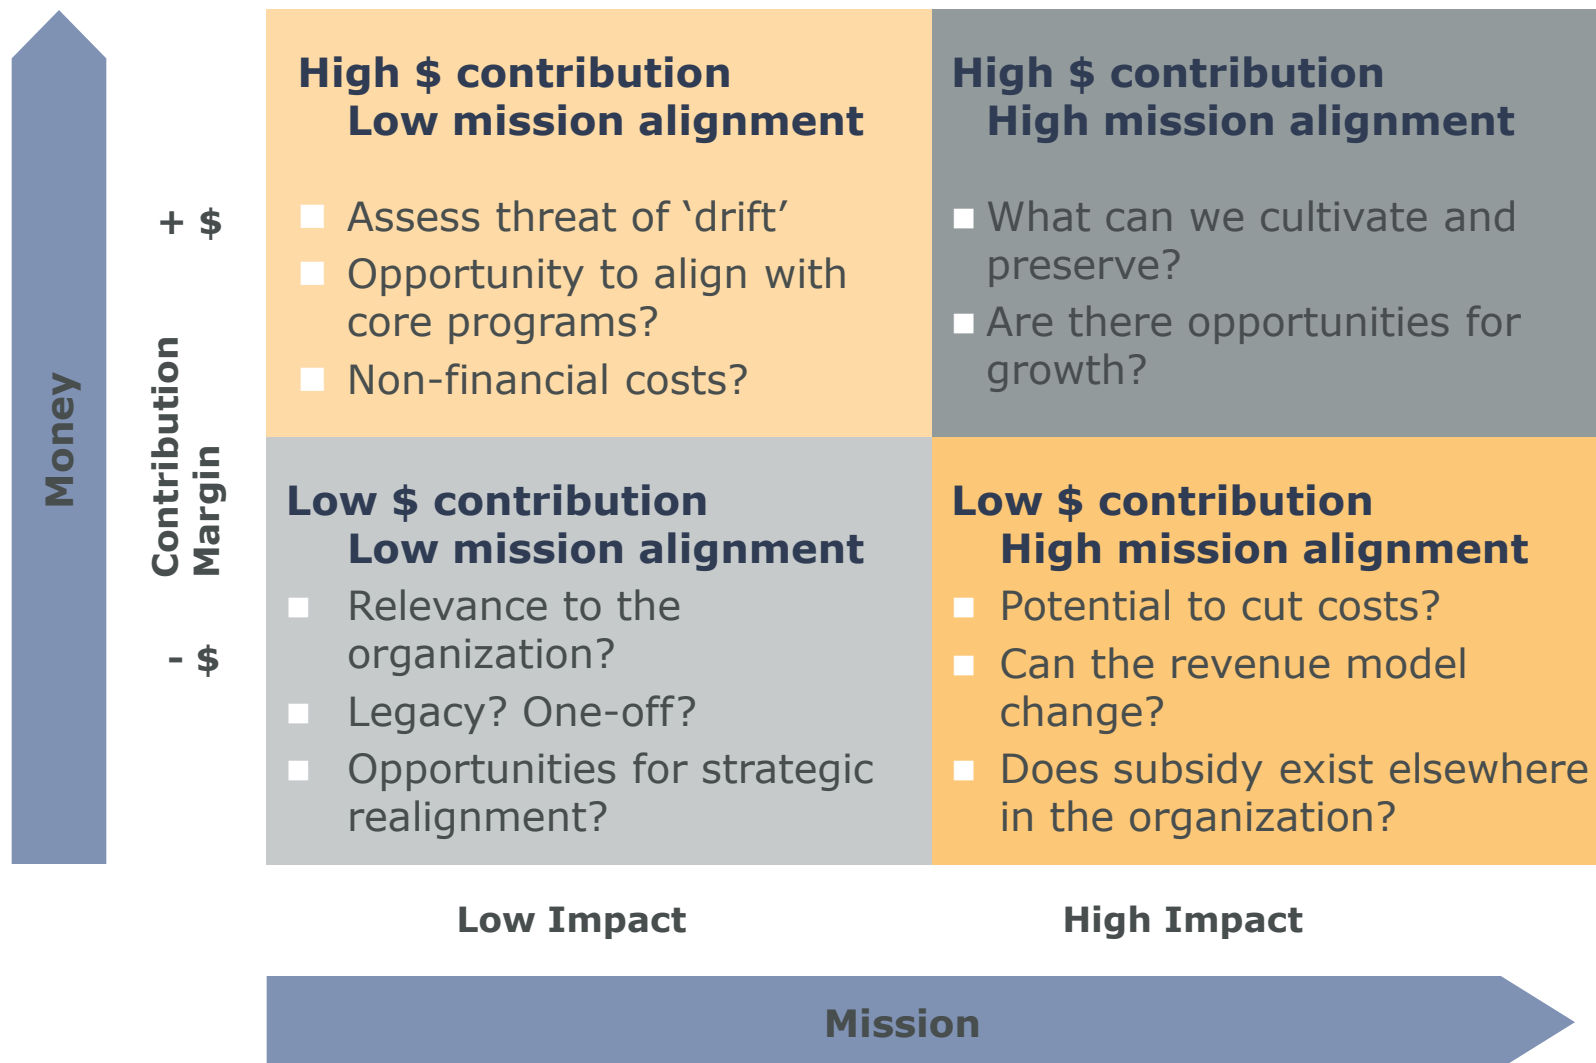 High $ contribution
Low mission alignment
Assess threat of ‘drift’
Opportunity to align with
core programs?
Non-financial costs?
High $ contribution
High mission alignment
What can we cultivate and
preserve?
Are there opportunities for
growth?
Low $ contribution
Low mission alignment
Relevance to the
organization?
Legacy? One-off?
Opportunities for strategic
realignment?
Low $ contribution
High mission alignment
Potential to cut costs?
Can the revenue model
change?
Does subsidy exist elsewhere
in the organization?
Money
+ $
Contribution
Margin
- $
Low Impact
High Impact
Mission